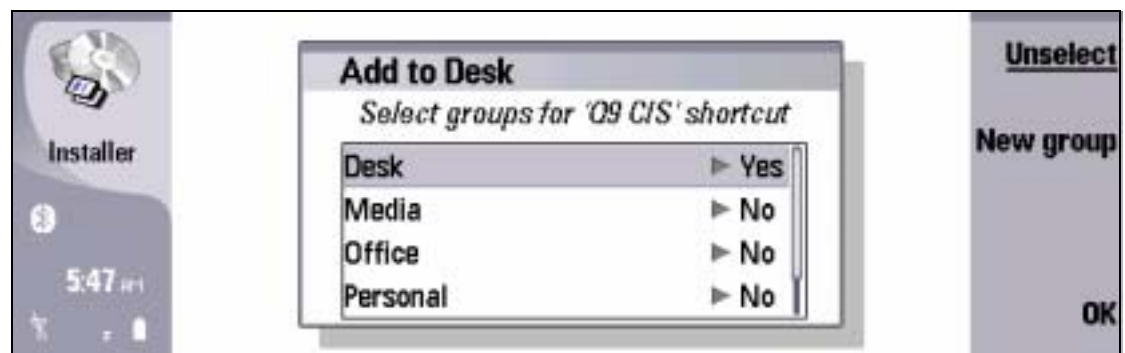 Installer
5:47
Add to Desk
Select groups for 'O9 CIS' shortcut
Desk Yes
Media No
Office No
Personal No
Unselect
New group
OK